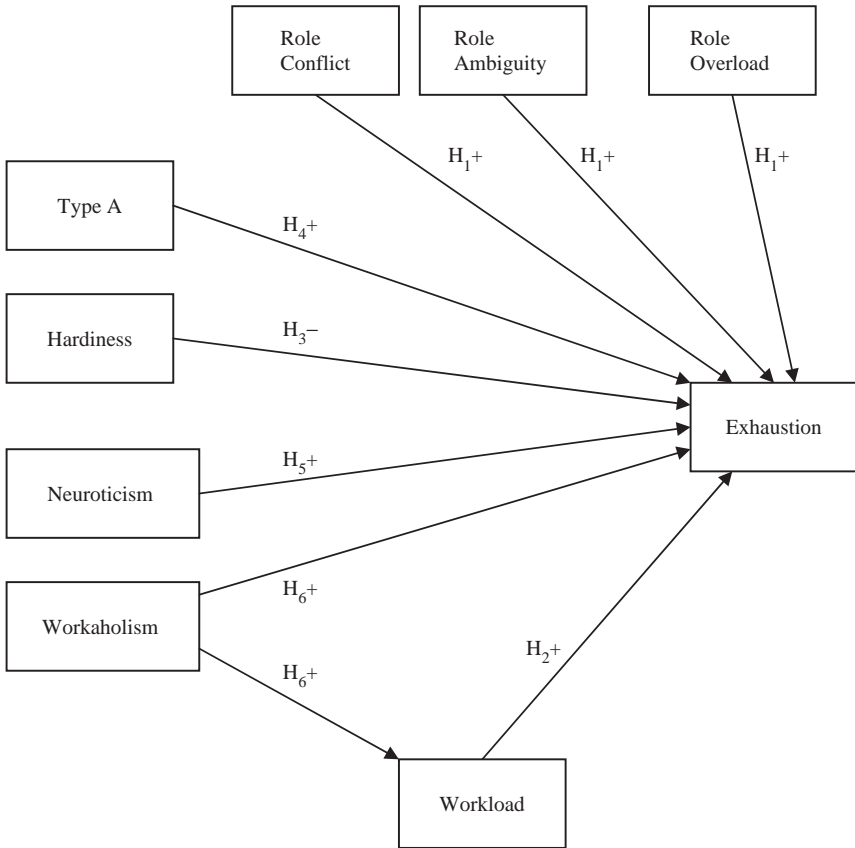 Role
Conflict
Role
Ambiguity
Role
Overload
H₁+
H₁+
H₁+
Type A
H₄+
Hardiness
H₃−
Exhaustion
Neuroticism
H₅+
Workaholism
H₆+
H₂+
H₆+
Workload